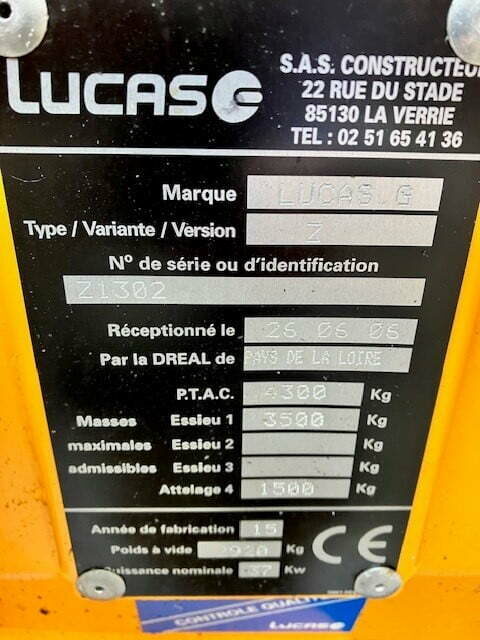 LUCAS G
S.A.S. CONSTRUCTEU
22 RUE DU STADE
85130 LA VERRIE
TEL : 02 51 65 41 36
Marque LUCAS G
Type / Variante / Version Z
N° de série ou d'identification
Z1302
Réceptionné le 26 06 06
Par la DREAL de PAYS DE LA LOIRE
P.T.A.C. 4300 Kg
Masses Essieu 1 3500 Kg
maximales Essieu 2 Kg
admissibles Essieu 3 Kg
Attelage 4 1500 Kg
Année de fabrication 15
Poids à vide 2920 Kg
Puissance nominale 37 Kw
CE
CONTROLE QUALITE
LUCAS G